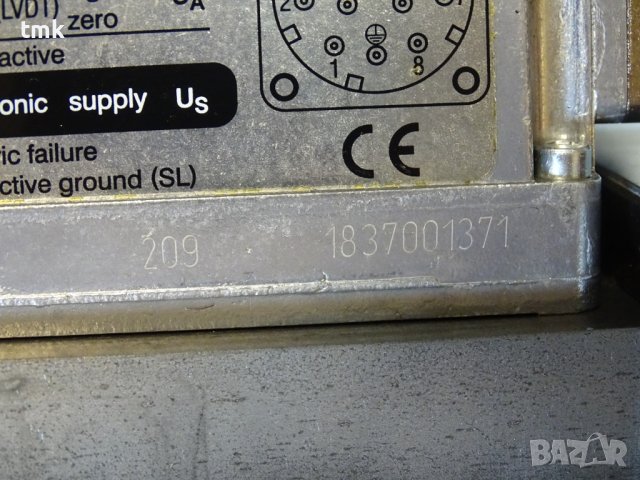 tmk
(LVDT) zero
active
onic supply Us
ric failure
ctive ground (SL)
2
1
8
CE
209
1837001371
BAZAR